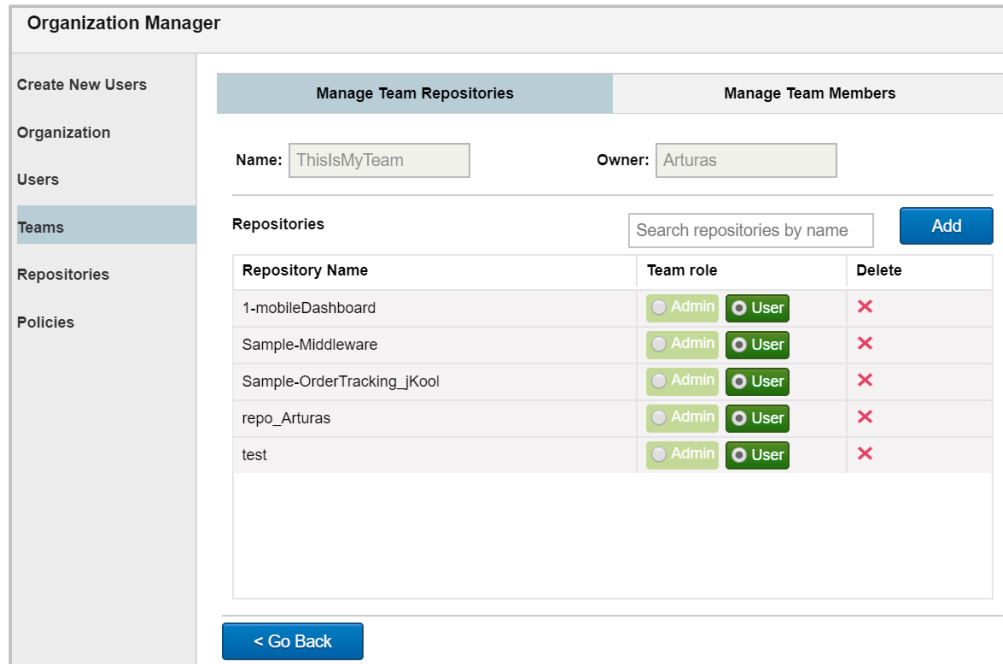 Organization Manager
Create New Users
Organization
Users
Teams
Repositories
Policies
Manage Team Repositories Manage Team Members
Name: ThisIsMyTeam Owner: Arturas
Repositories Search repositories by name Add
Repository Name Team role Delete
1-mobileDashboard Admin User
Sample-Middleware Admin User
Sample-OrderTracking_jKool Admin User
repo_Arturas Admin User
test Admin User
< Go Back